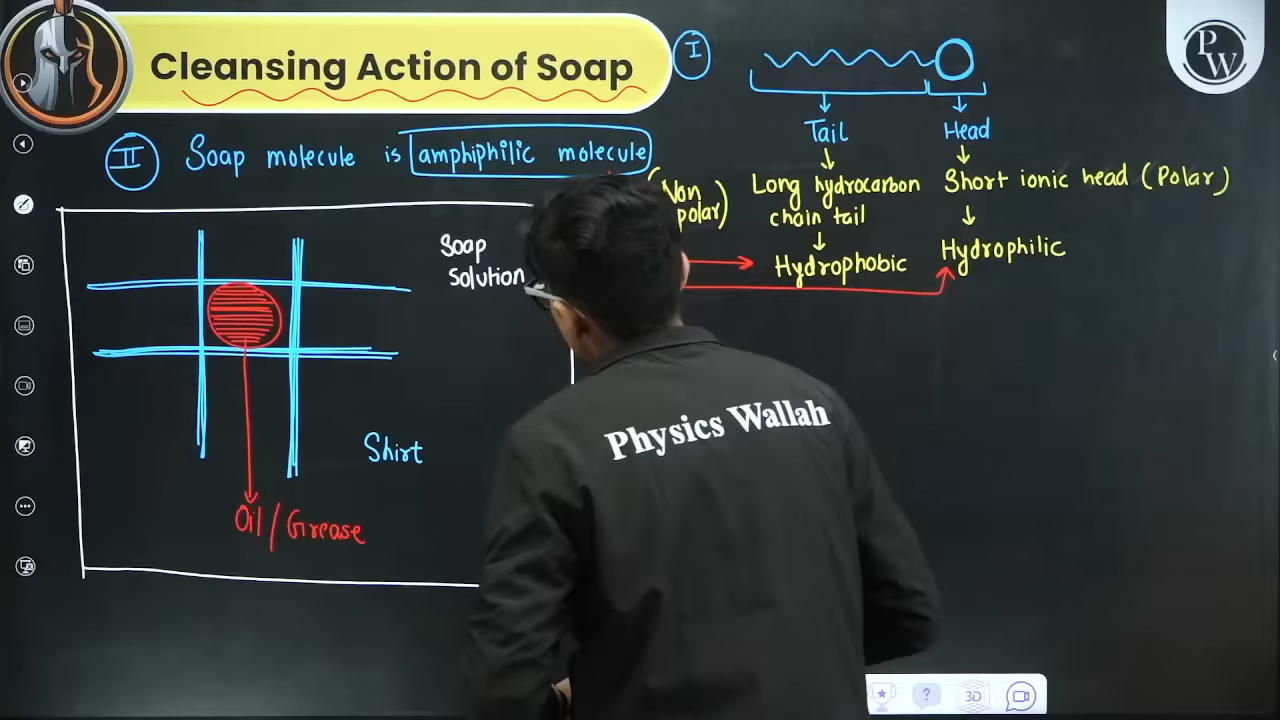 Cleansing Action of Soap
I
P
W
Tail
Head
II Soap molecule is amphiphilic molecule
(Non polar)
Long hydrocarbon chain tail
Short ionic head (Polar)
Hydrophobic
Hydrophilic
Soap
Solution
Shirt
Oil/Grease
Physics Wallah
?
3D